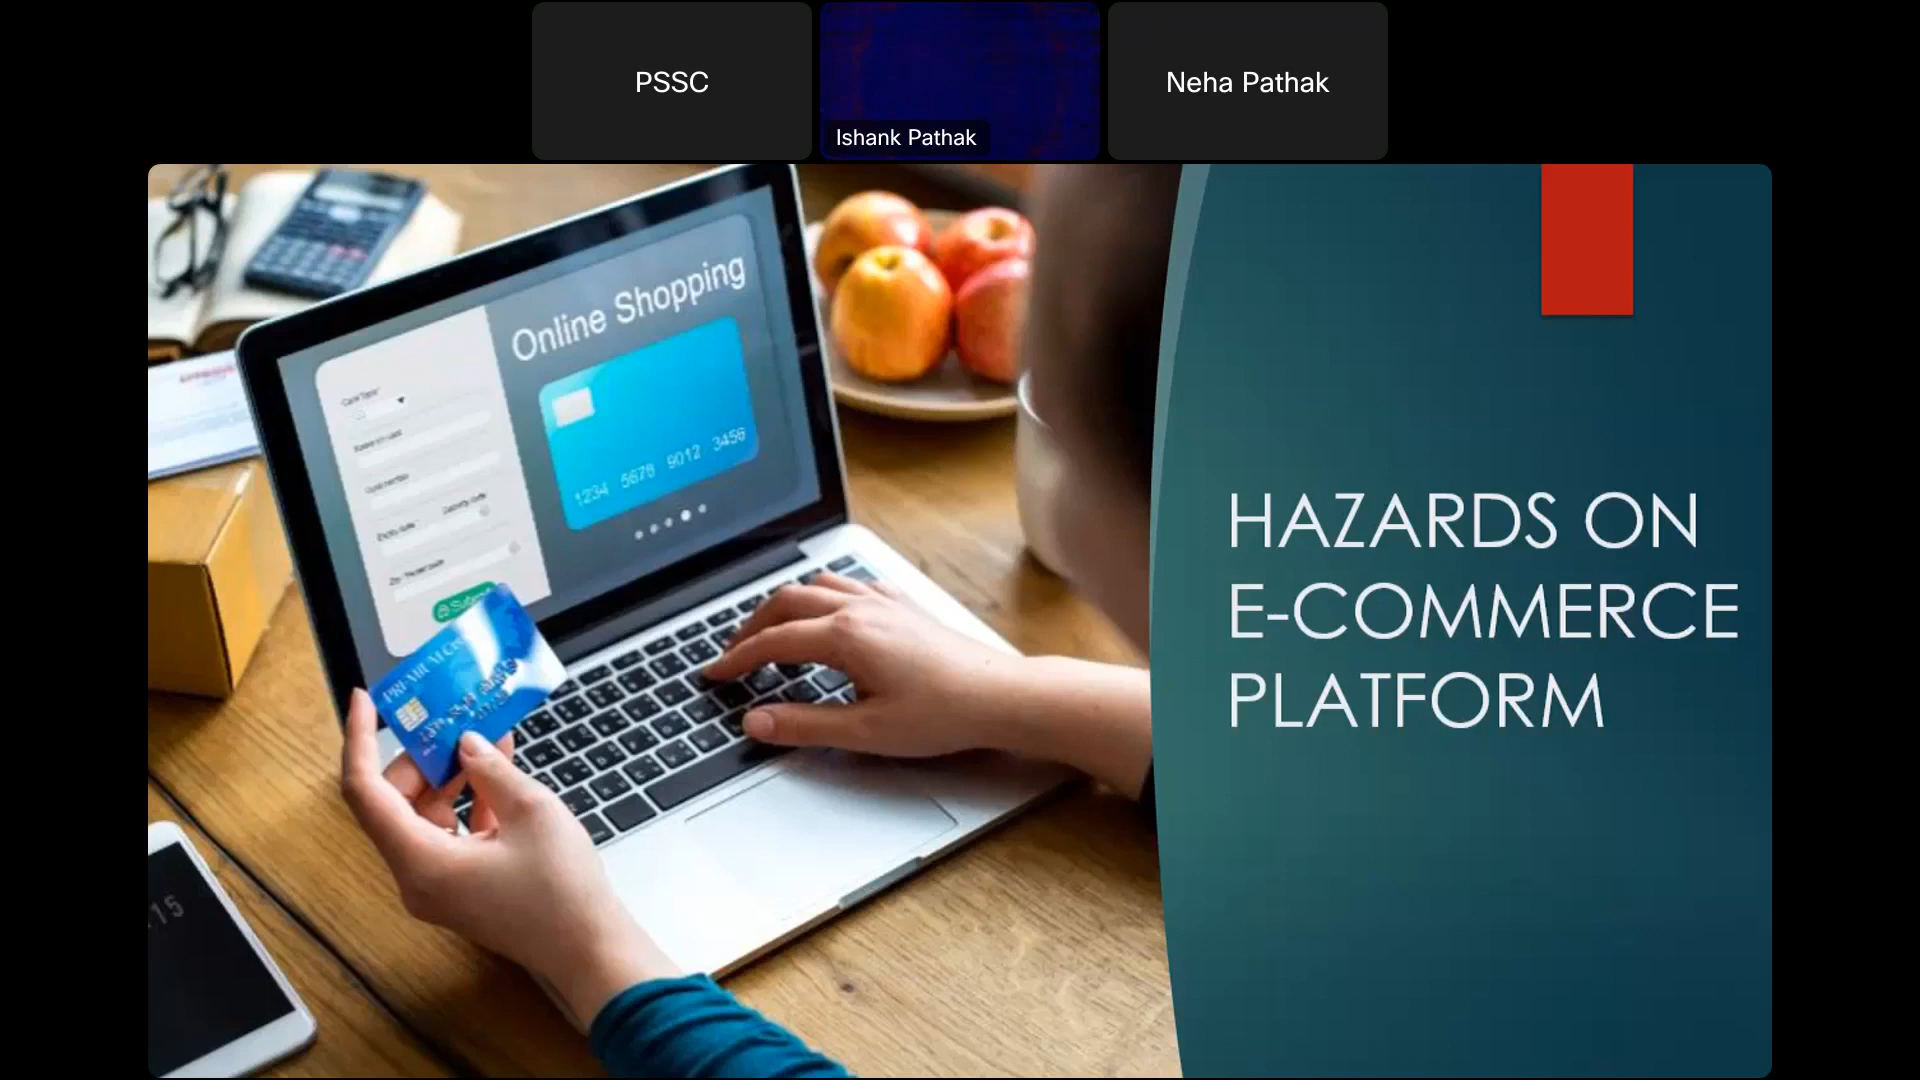 PSSC
Ishank Pathak
Neha Pathak
Online Shopping
1234 5678 9012 3456
HAZARDS ON
E-COMMERCE
PLATFORM